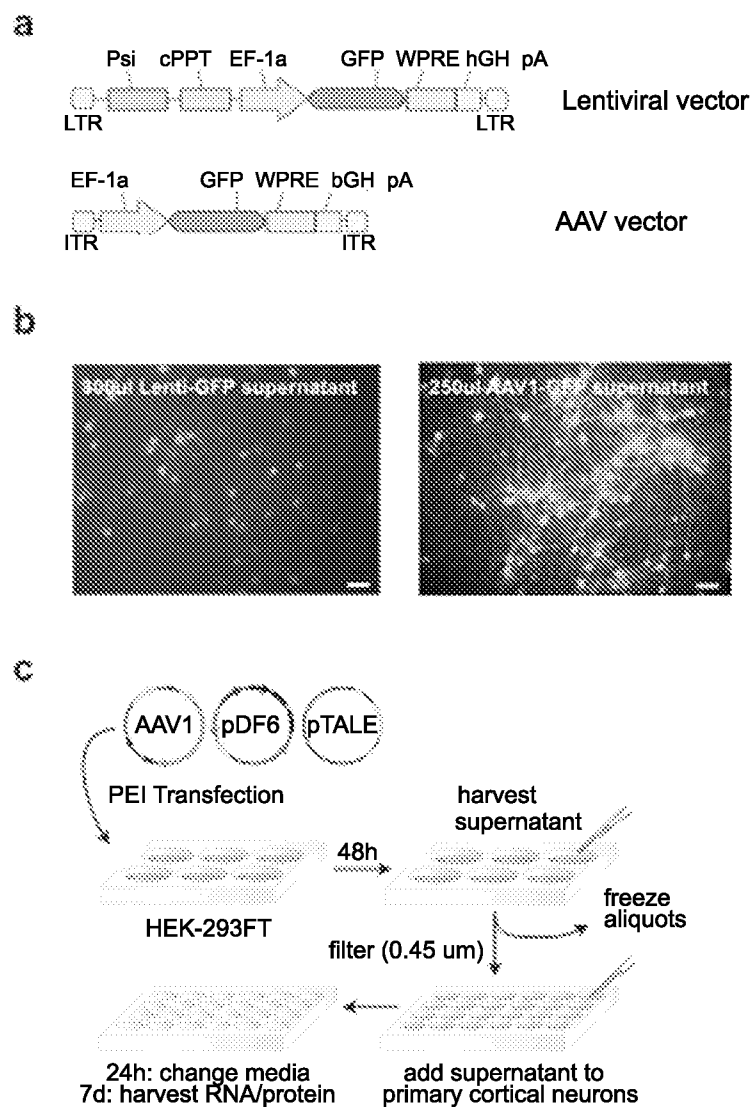 a
Psi cPPT EF-1a GFP WPRE hGH pA
LTR LTR
Lentiviral vector
EF-1a GFP WPRE bGH pA
ITR ITR
AAV vector
b
300ul Lenti-GFP supernatant
250ul AAV1-GFP supernatant
c
AAV1 pDF6 pTALE
PEI Transfection
HEK-293FT
48h
harvest
supernatant
freeze
aliquots
filter (0.45 um)
add supernatant to
primary cortical neurons
24h: change media
7d: harvest RNA/protein